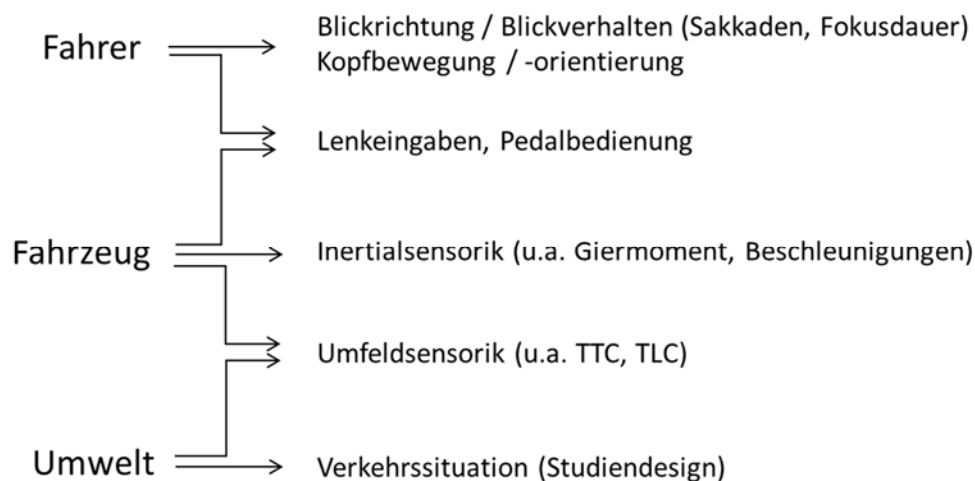 Fahrer
Blickrichtung / Blickverhalten (Sakkaden, Fokusdauer)
Kopfbewegung / -orientierung
Lenkeingaben, Pedalbedienung
Fahrzeug
Inertialsensorik (u.a. Giermoment, Beschleunigungen)
Umfeldsensorik (u.a. TTC, TLC)
Umwelt
Verkehrssituation (Studiendesign)